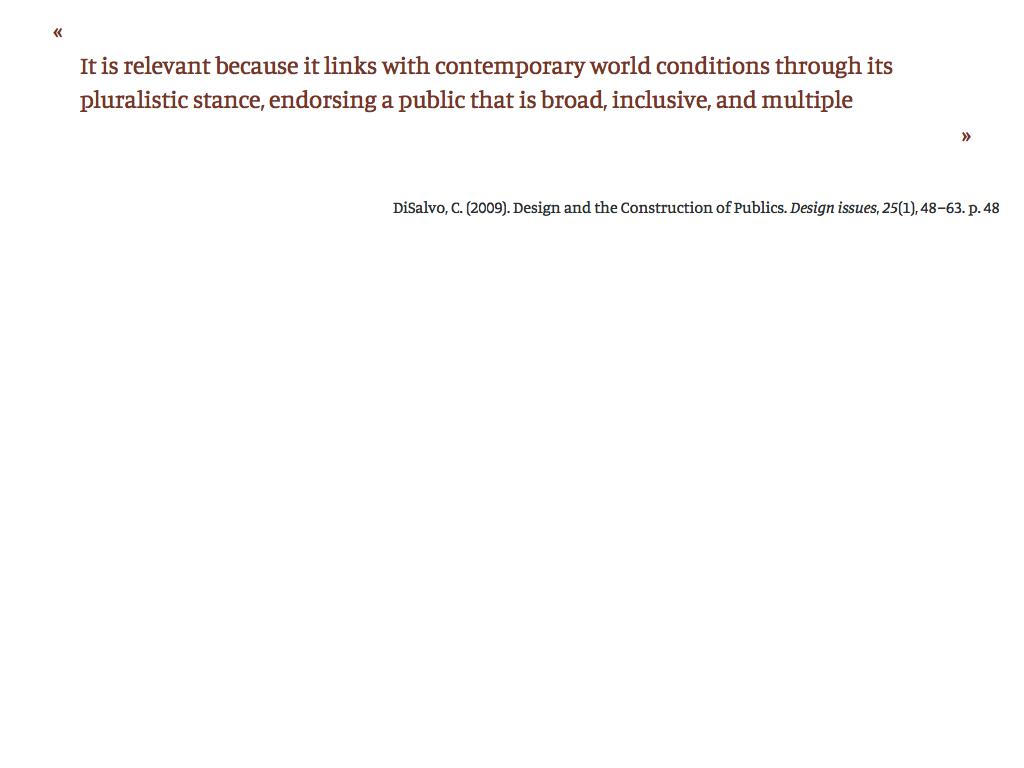 «
It is relevant because it links with contemporary world conditions through its
pluralistic stance, endorsing a public that is broad, inclusive, and multiple
»
DiSalvo, C. (2009). Design and the Construction of Publics. Design issues, 25(1), 48–63. p. 48